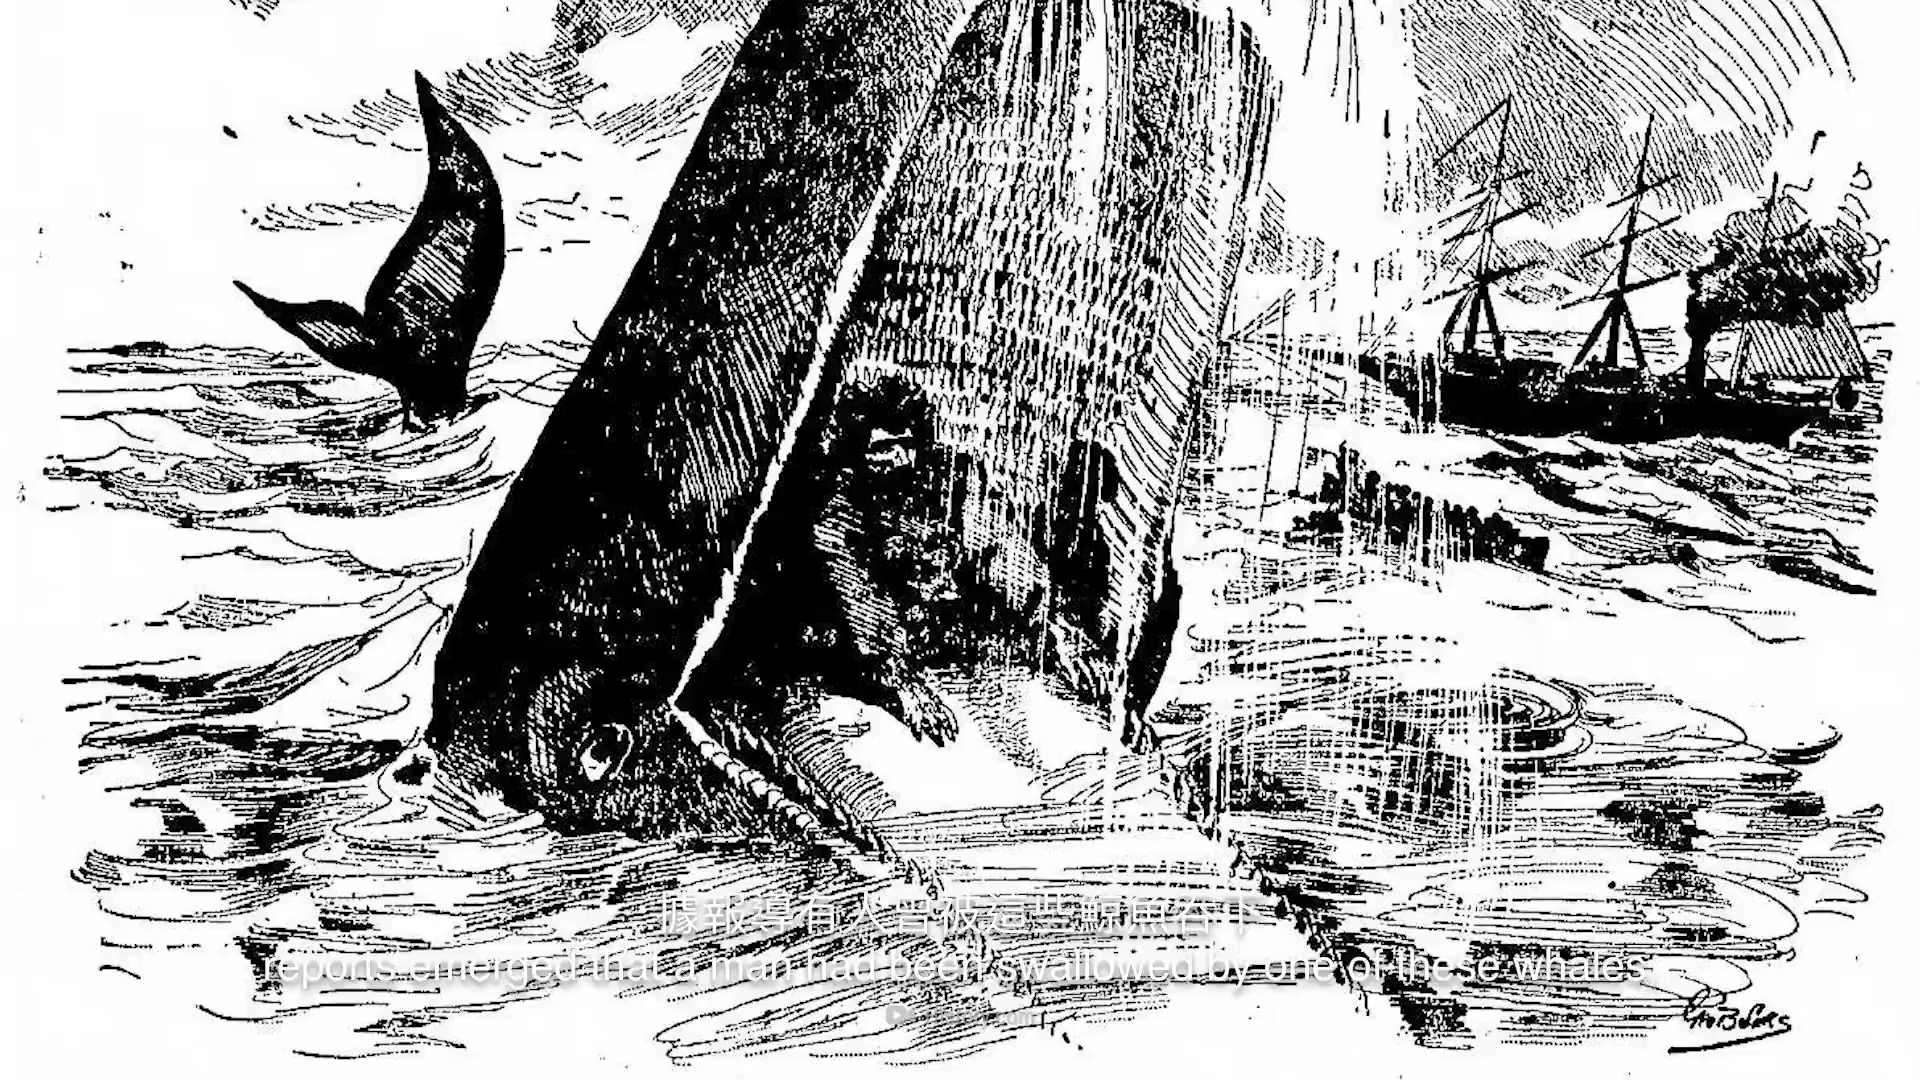 據報導有人曾被這些鯨魚吞下
reports emerged that a man had been swallowed by one of these whales,